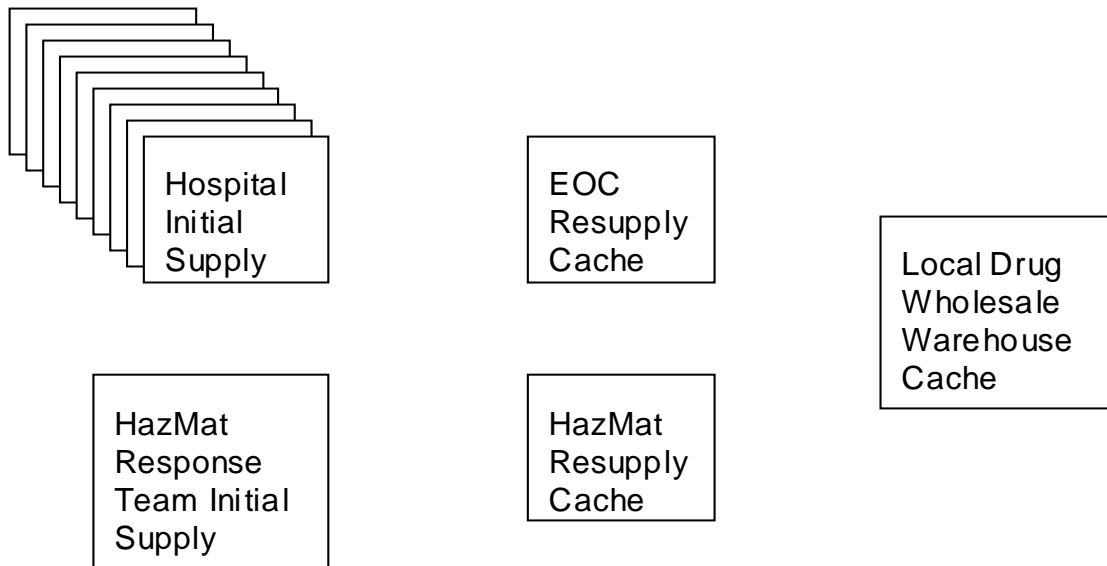 Hospital
Initial
Supply
EOC
Resupply
Cache
Local Drug
Wholesale
Warehouse
Cache
HazMat
Response
Team Initial
Supply
HazMat
Resupply
Cache